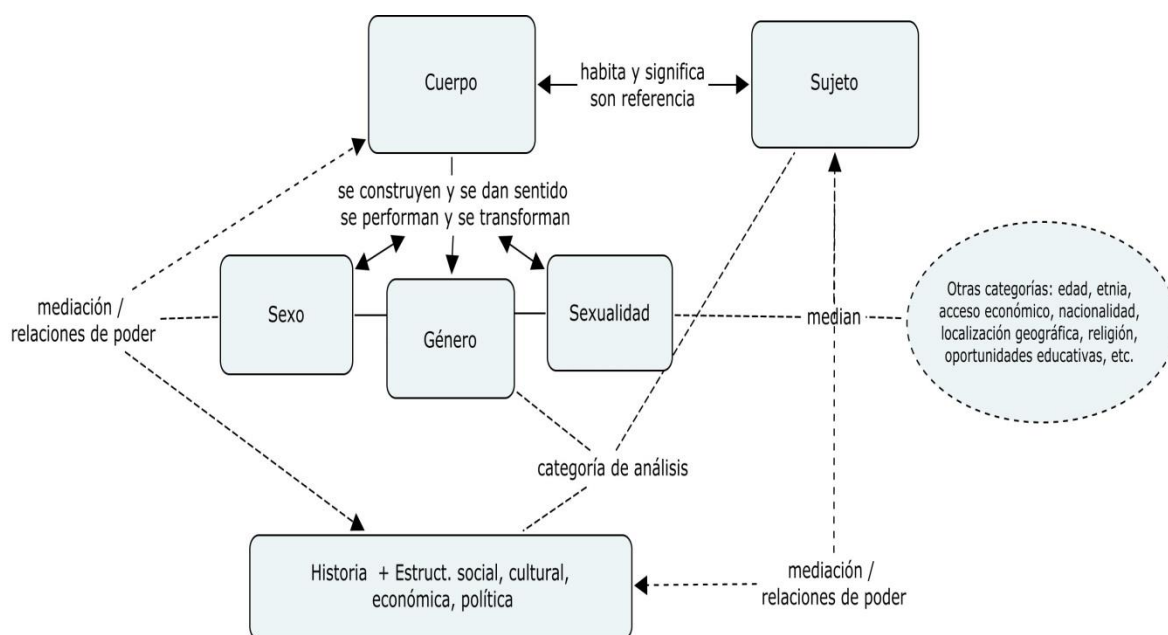 Cuerpo
habita y significa
son referencia
Sujeto
se construyen y se dan sentido
se performan y se transforman
mediación /
relaciones de poder
Sexo
Género
Sexualidad
median
Otras categorías: edad, etnia,
acceso económico, nacionalidad,
localización geográfica, religión,
oportunidades educativas, etc.
categoría de análisis
Historia + Estruct. social, cultural,
económica, política
mediación /
relaciones de poder